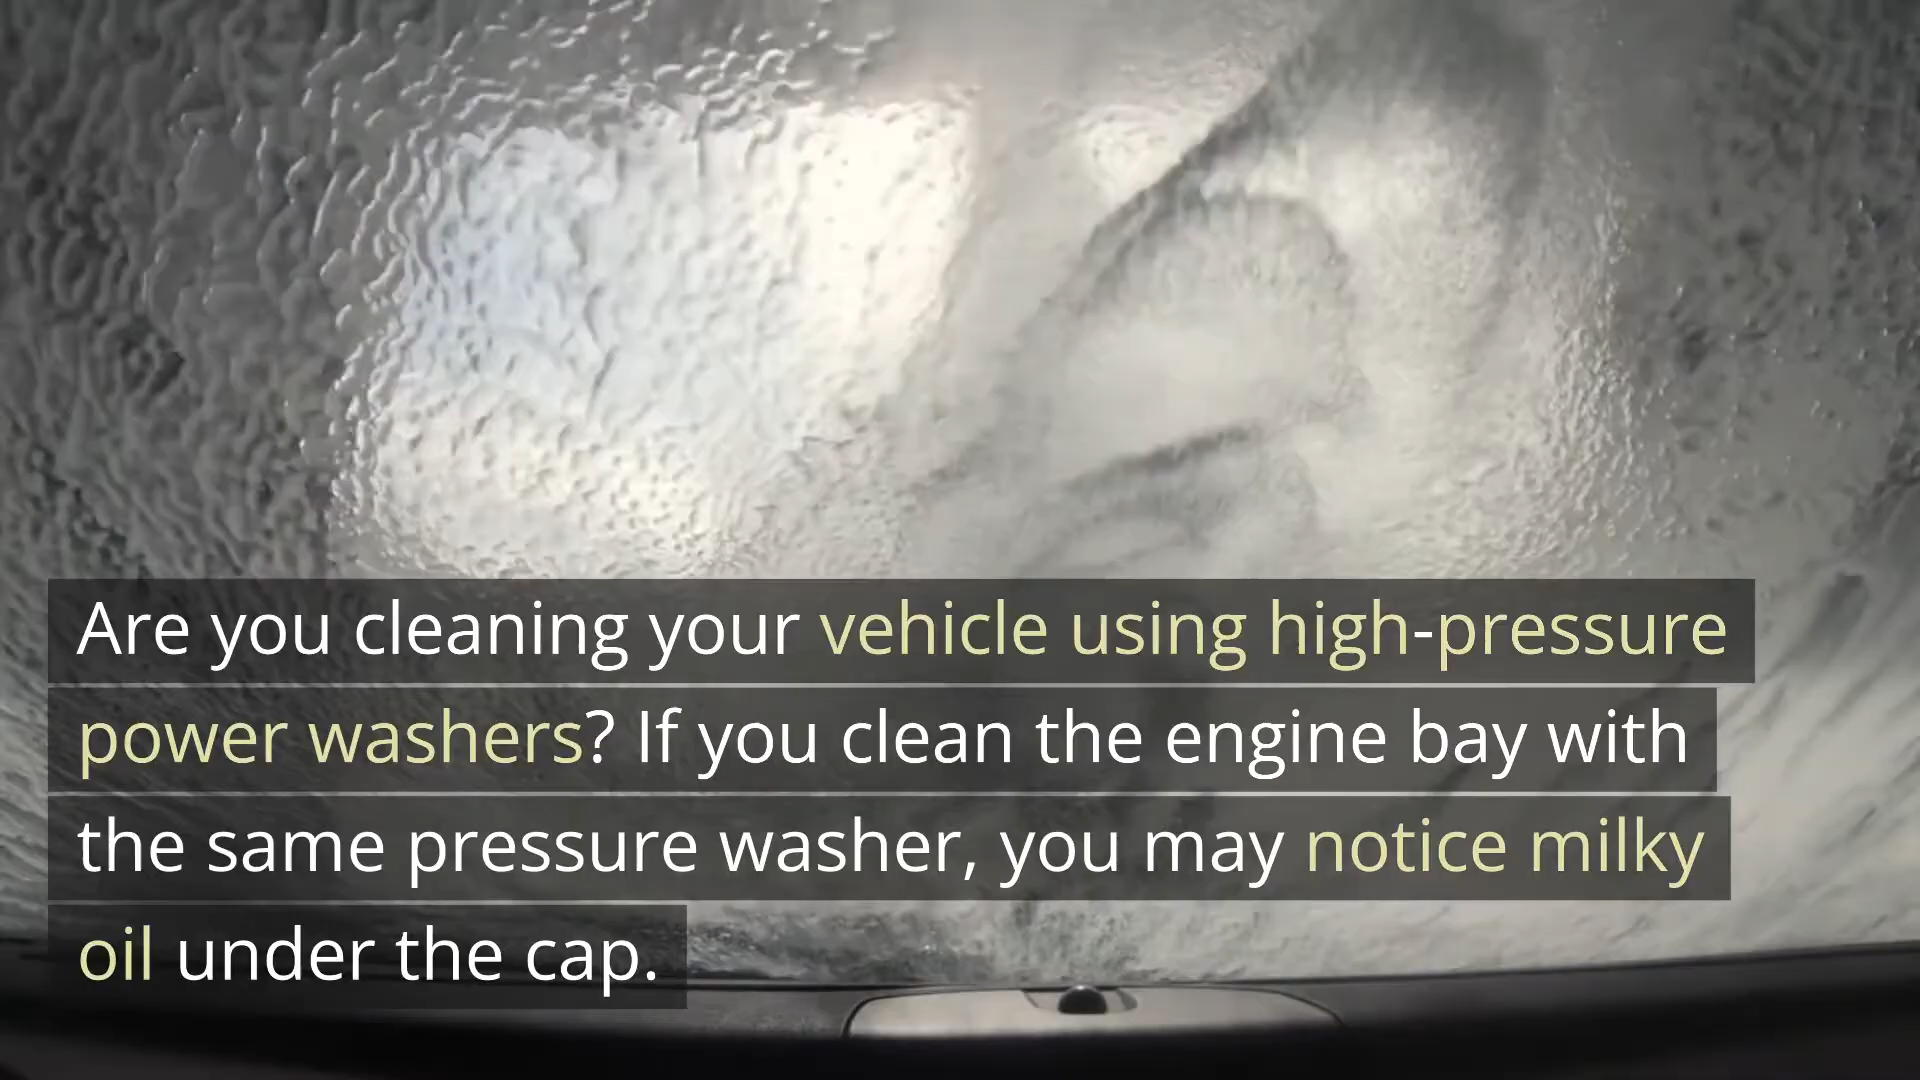 Are you cleaning your vehicle using high-pressure
power washers? If you clean the engine bay with
the same pressure washer, you may notice milky
oil under the cap.